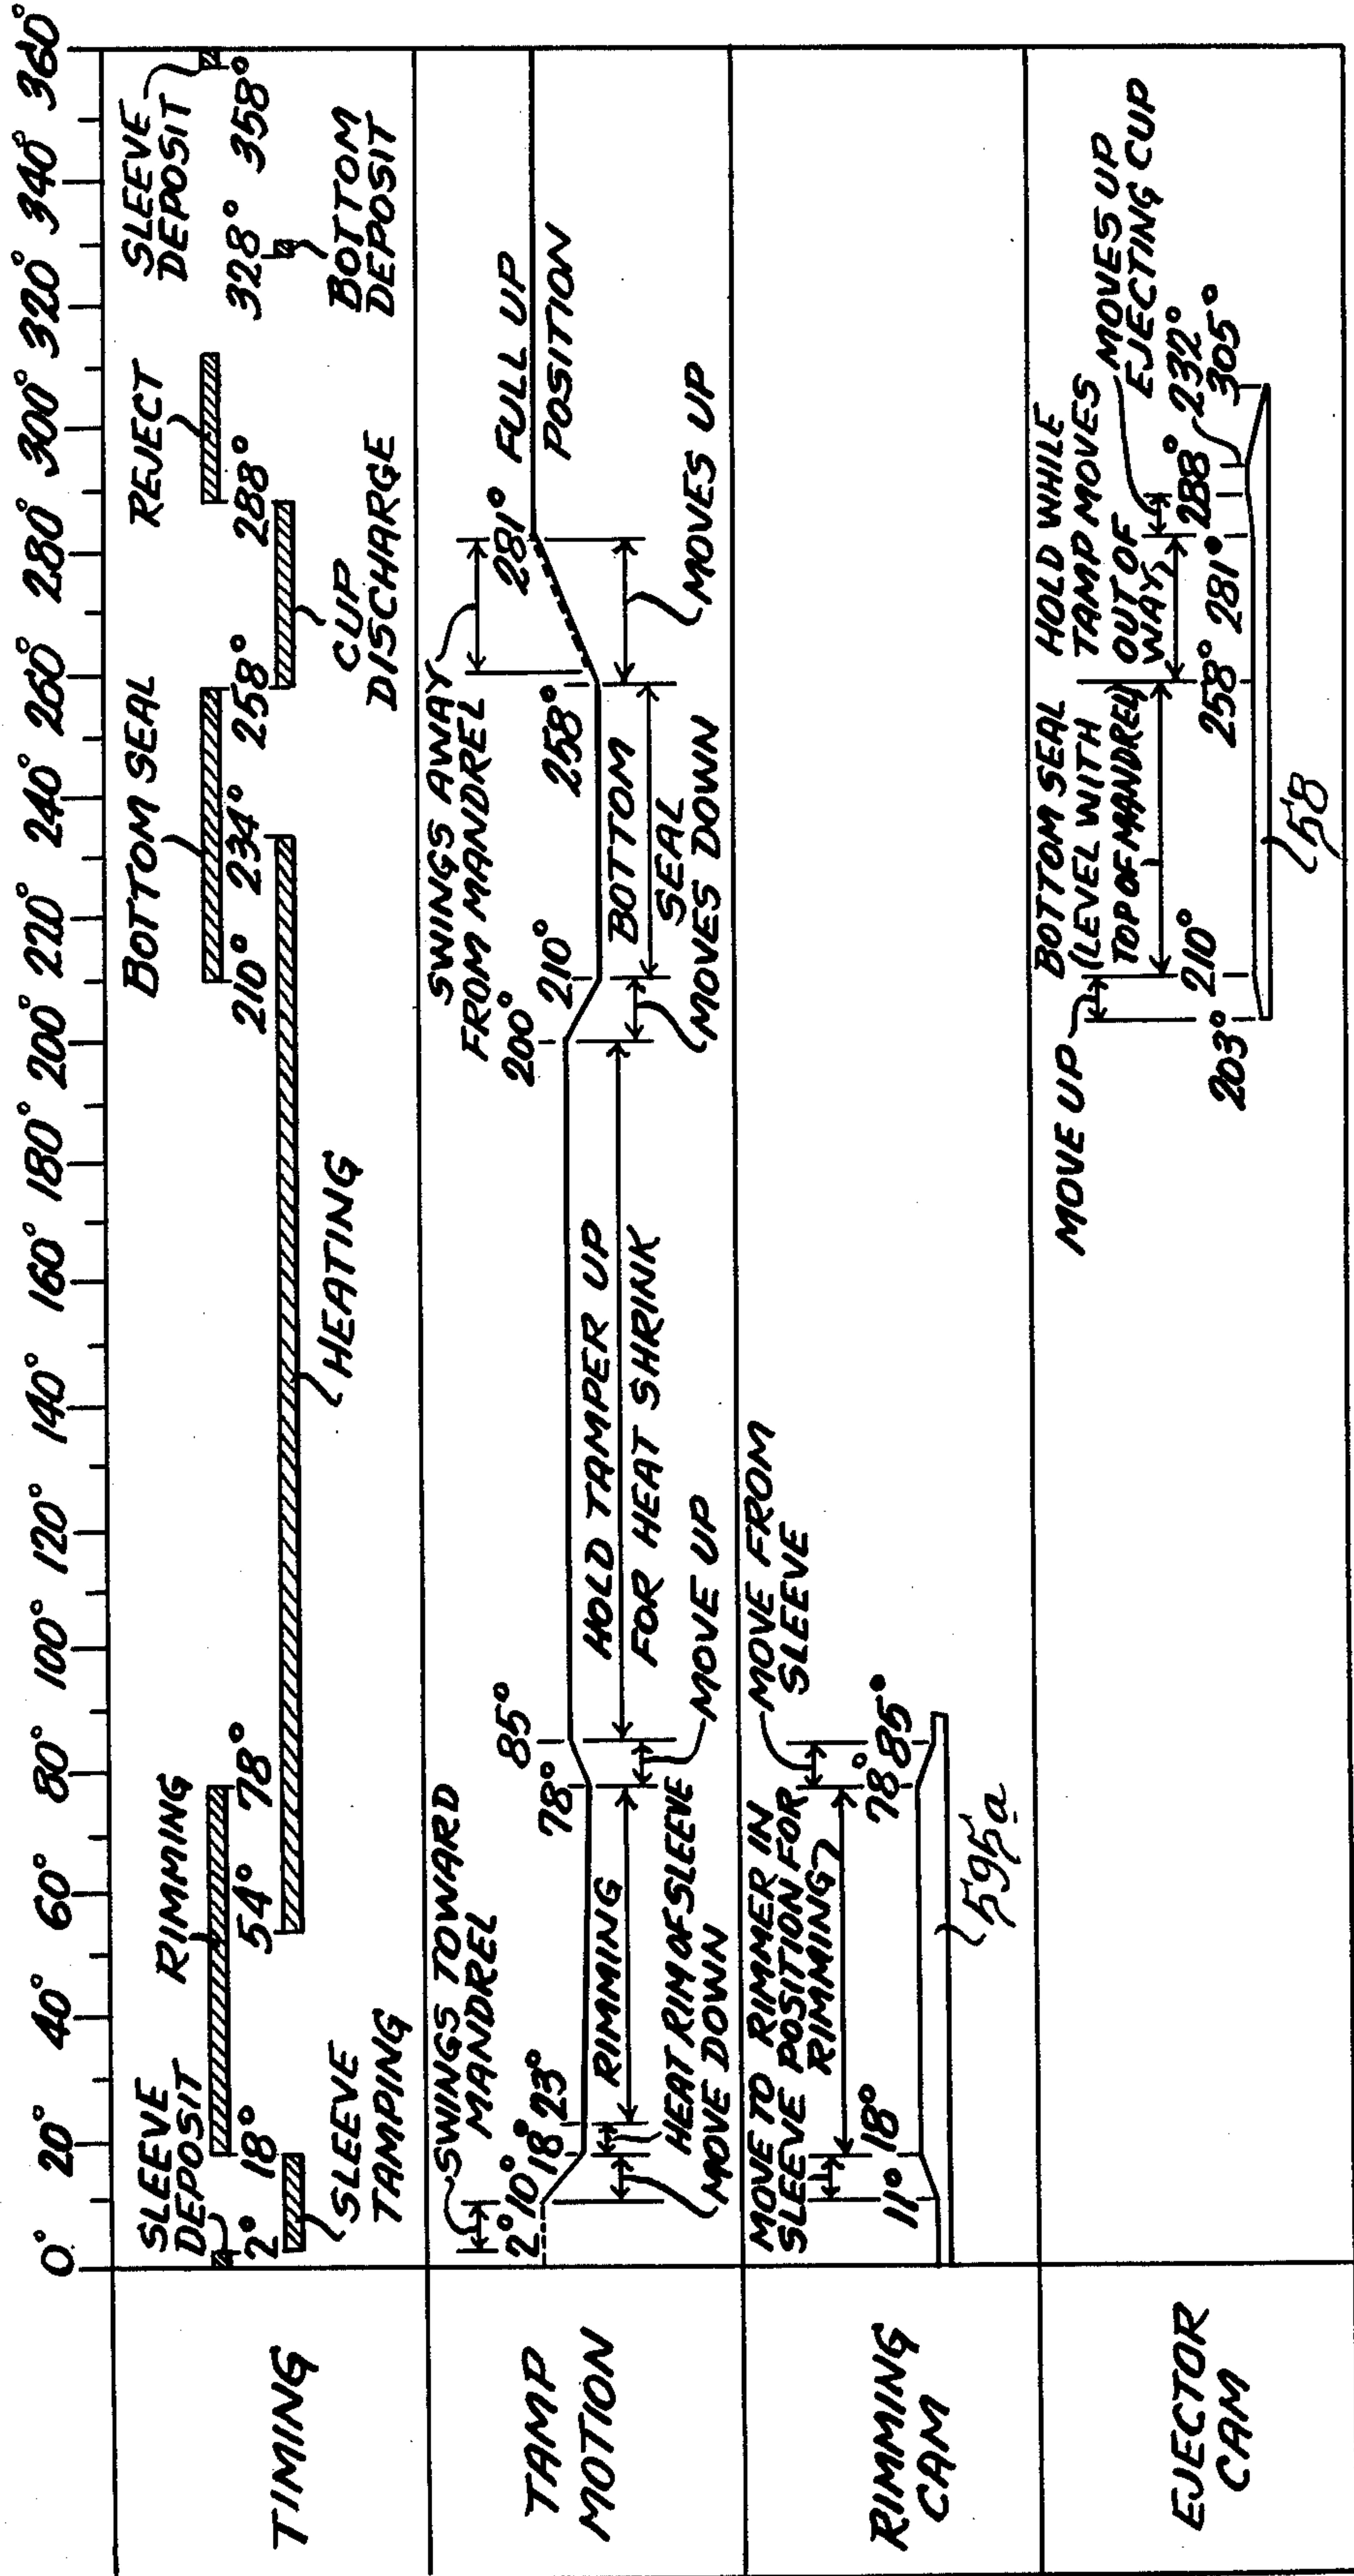 0° 20° 40° 60° 80° 100° 120° 140° 160° 180° 200° 220° 240° 260° 280° 300° 320° 340° 360°
TIMING
SLEEVE
DEPOSIT
2°
18°
SLEEVE
TAMPING
RIMMING
54°
78°
HEATING
BOTTOM SEAL
210°
234°
258°
CUP
DISCHARGE
REJECT
288°
SLEEVE
DEPOSIT
328°
358°
BOTTOM
DEPOSIT
TAMP
MOTION
SWINGS TOWARD
MANDREL
2°
10°
18°
23°
RIMMING
HEAT RIM OF SLEEVE
MOVE DOWN
78°
85°
MOVE UP
HOLD TAMPER UP
FOR HEAT SHRINK
SWINGS AWAY
FROM MANDREL
200°
210°
BOTTOM
SEAL
MOVES DOWN
258°
281°
MOVES UP
FULL UP
POSITION
RIMMING
CAM
MOVE TO
SLEEVE
RIMMER IN
POSITION FOR
RIMMING
MOVE FROM
SLEEVE
11°
18°
78°
85°
595a
EJECTOR
CAM
MOVE UP
203°
210°
BOTTOM SEAL
(LEVEL WITH
TOP OF MANDREL)
HOLD WHILE
TAMP MOVES
OUT OF
WAY
MOVES UP
EJECTING CUP
258°
281°
288°
232°
305°
58